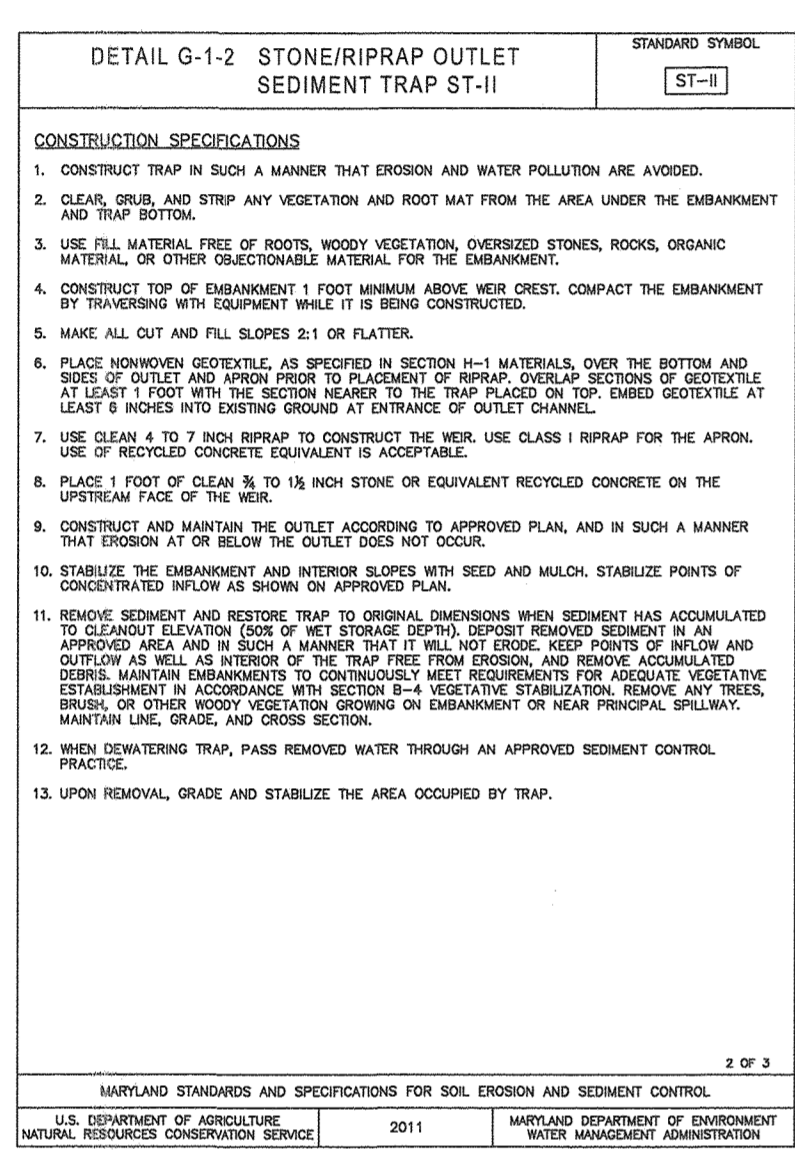 DETAIL G-1-2 STONE/RIPRAP OUTLET
SEDIMENT TRAP ST-II
STANDARD SYMBOL
ST-II
CONSTRUCTION SPECIFICATIONS
1. CONSTRUCT TRAP IN SUCH A MANNER THAT EROSION AND WATER POLLUTION ARE AVOIDED.
2. CLEAR, GRUB, AND STRIP ANY VEGETATION AND ROOT MAT FROM THE AREA UNDER THE EMBANKMENT
AND TRAP BOTTOM.
3. USE FILL MATERIAL FREE OF ROOTS, WOODY VEGETATION, OVERSIZED STONES, ROCKS, ORGANIC
MATERIAL, OR OTHER OBJECTIONABLE MATERIAL FOR THE EMBANKMENT.
4. CONSTRUCT TOP OF EMBANKMENT 1 FOOT MINIMUM ABOVE WEIR CREST. COMPACT THE EMBANKMENT
BY TRAVERSING WITH EQUIPMENT WHILE IT IS BEING CONSTRUCTED.
5. MAKE ALL CUT AND FILL SLOPES 2:1 OR FLATTER.
6. PLACE NONWOVEN GEOTEXTILE, AS SPECIFIED IN SECTION H-1 MATERIALS, OVER THE BOTTOM AND
SIDES OF OUTLET AND APRON PRIOR TO PLACEMENT OF RIPRAP. OVERLAP SECTIONS OF GEOTEXTILE
AT LEAST 1 FOOT WITH THE SECTION NEARER TO THE TRAP PLACED ON TOP. EMBED GEOTEXTILE AT
LEAST 6 INCHES INTO EXISTING GROUND AT ENTRANCE OF OUTLET CHANNEL.
7. USE CLEAN 4 TO 7 INCH RIPRAP TO CONSTRUCT THE WEIR. USE CLASS I RIPRAP FOR THE APRON.
USE OF RECYCLED CONCRETE EQUIVALENT IS ACCEPTABLE.
8. PLACE 1 FOOT OF CLEAN ¾ TO 1½ INCH STONE OR EQUIVALENT RECYCLED CONCRETE ON THE
UPSTREAM FACE OF THE WEIR.
9. CONSTRUCT AND MAINTAIN THE OUTLET ACCORDING TO APPROVED PLAN, AND IN SUCH A MANNER
THAT EROSION AT OR BELOW THE OUTLET DOES NOT OCCUR.
10. STABILIZE THE EMBANKMENT AND INTERIOR SLOPES WITH SEED AND MULCH. STABILIZE POINTS OF
CONCENTRATED INFLOW AS SHOWN ON APPROVED PLAN.
11. REMOVE SEDIMENT AND RESTORE TRAP TO ORIGINAL DIMENSIONS WHEN SEDIMENT HAS ACCUMULATED
TO CLEANOUT ELEVATION (50% OF WET STORAGE DEPTH). DEPOSIT REMOVED SEDIMENT IN AN
APPROVED AREA AND IN SUCH A MANNER THAT IT WILL NOT ERODE. KEEP POINTS OF INFLOW AND
OUTFLOW AS WELL AS INTERIOR OF THE TRAP FREE FROM EROSION, AND REMOVE ACCUMULATED
DEBRIS. MAINTAIN EMBANKMENTS TO CONTINUOUSLY MEET REQUIREMENTS FOR ADEQUATE VEGETATIVE
ESTABLISHMENT IN ACCORDANCE WITH SECTION B-4 VEGETATIVE STABILIZATION. REMOVE ANY TREES,
BRUSH, OR OTHER WOODY VEGETATION GROWING ON EMBANKMENT OR NEAR PRINCIPAL SPILLWAY.
MAINTAIN LINE, GRADE, AND CROSS SECTION.
12. WHEN DEWATERING TRAP, PASS REMOVED WATER THROUGH AN APPROVED SEDIMENT CONTROL
PRACTICE.
13. UPON REMOVAL, GRADE AND STABILIZE THE AREA OCCUPIED BY TRAP.
2 OF 3
MARYLAND STANDARDS AND SPECIFICATIONS FOR SOIL EROSION AND SEDIMENT CONTROL
U.S. DEPARTMENT OF AGRICULTURE
NATURAL RESOURCES CONSERVATION SERVICE
2011
MARYLAND DEPARTMENT OF ENVIRONMENT
WATER MANAGEMENT ADMINISTRATION